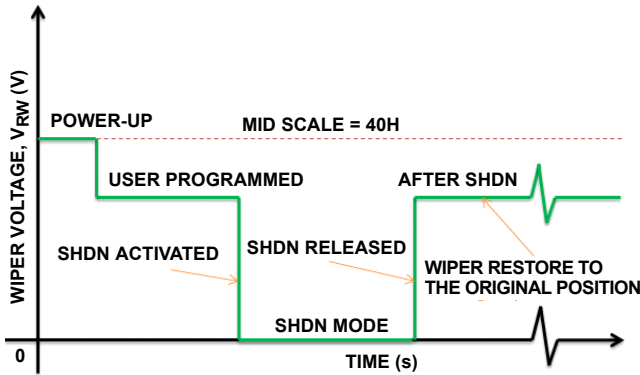 WIPER VOLTAGE, VRW (V)
POWER-UP
MID SCALE = 40H
USER PROGRAMMED
AFTER SHDN
SHDN ACTIVATED
SHDN RELEASED
WIPER RESTORE TO
THE ORIGINAL POSITION
SHDN MODE
0
TIME (s)